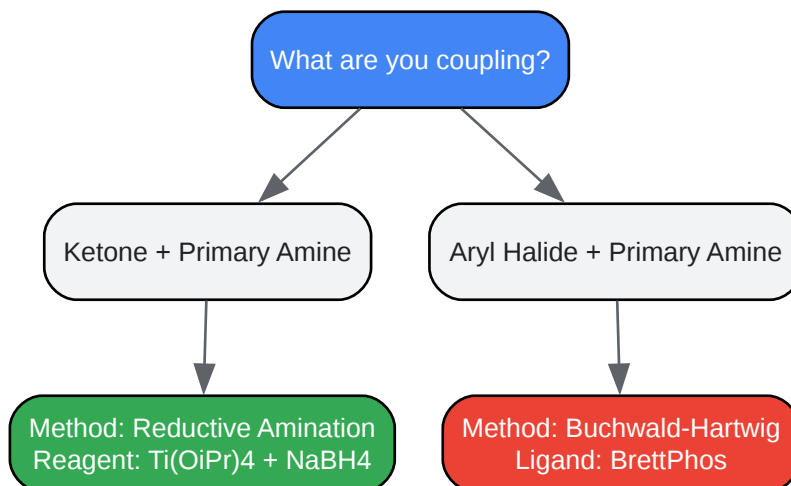 What are you coupling?
Ketone + Primary Amine
Aryl Halide + Primary Amine
Method: Reductive Amination
Reagent: Ti(OiPr)4 + NaBH4
Method: Buchwald-Hartwig
Ligand: BrettPhos